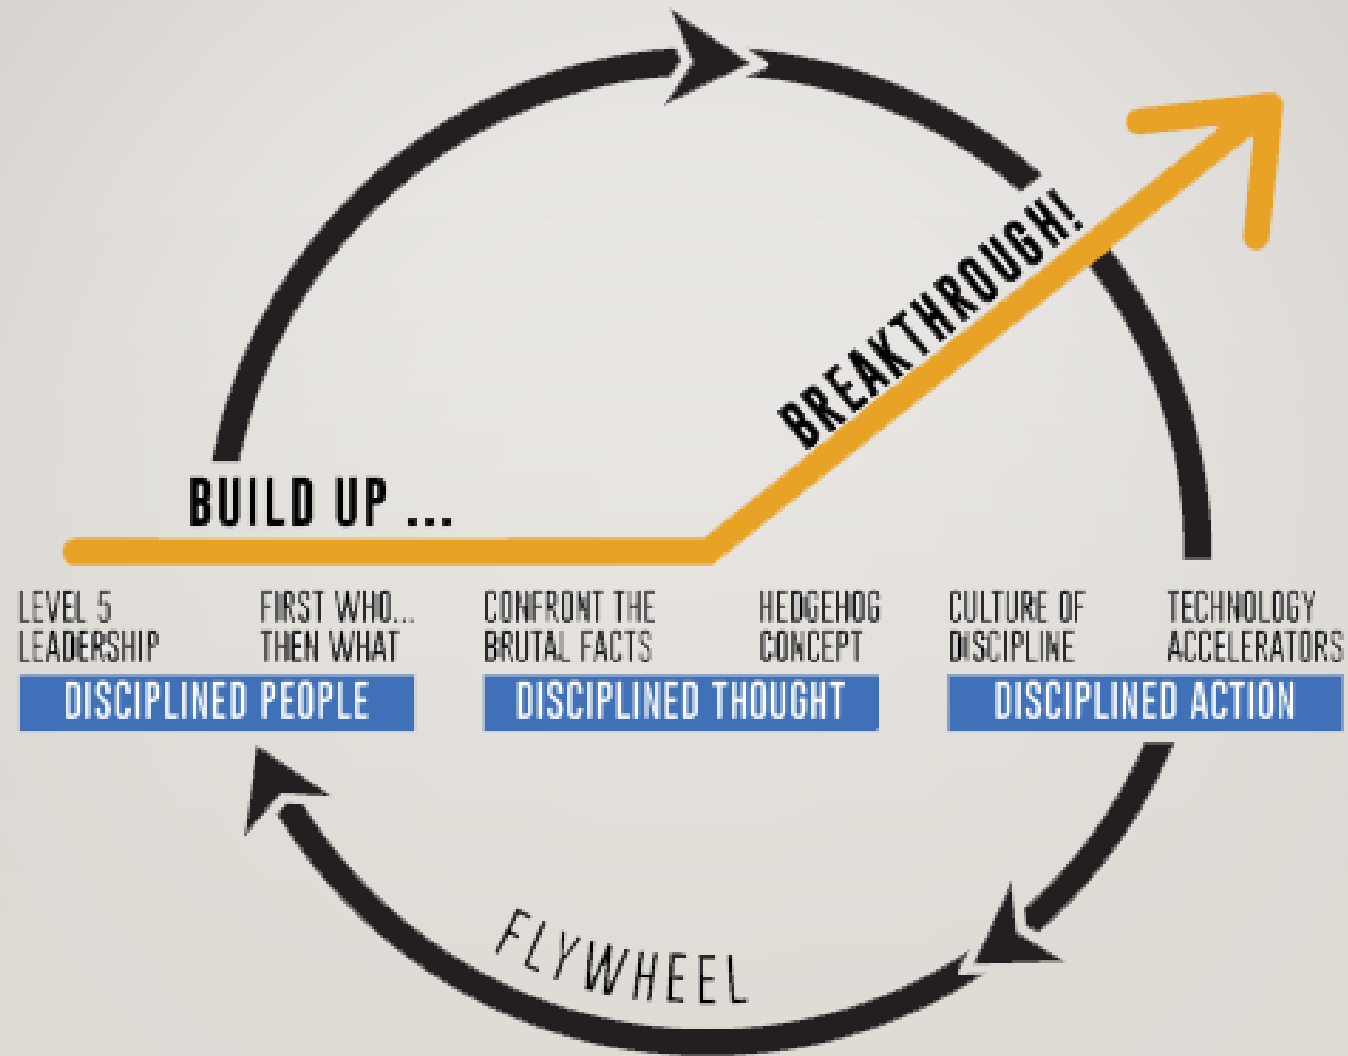 BREAKTHROUGH!
BUILD UP ...
LEVEL 5
LEADERSHIP
FIRST WHO...
THEN WHAT
CONFRONT THE
BRUTAL FACTS
HEDGEHOG
CONCEPT
CULTURE OF
DISCIPLINE
TECHNOLOGY
ACCELERATORS
DISCIPLINED PEOPLE
DISCIPLINED THOUGHT
DISCIPLINED ACTION
FLYWHEEL